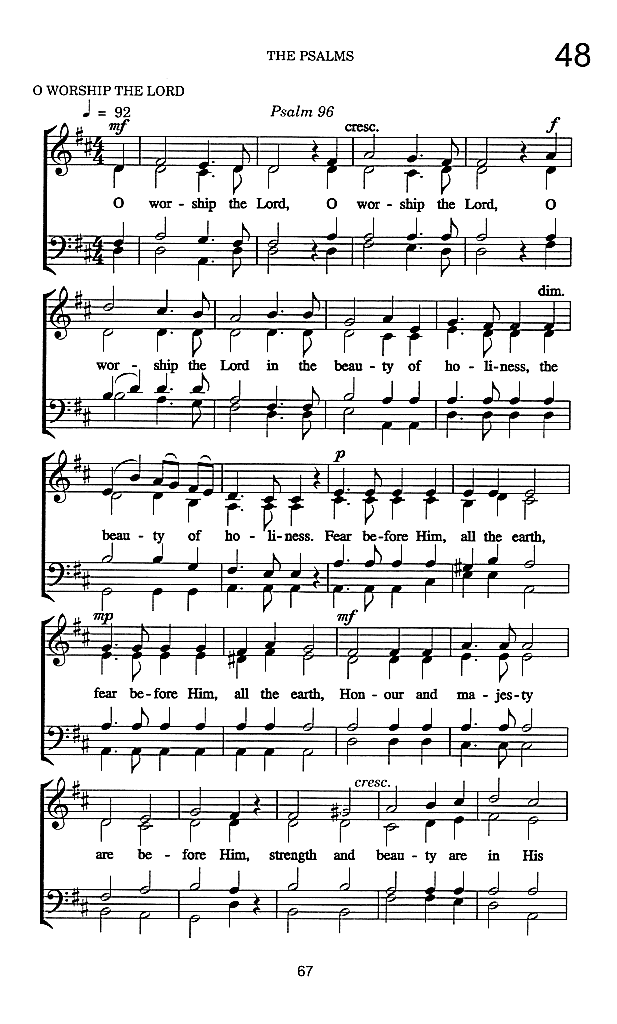 THE PSALMS
48
O WORSHIP THE LORD
♩ = 92
Psalm 96
mf
cresc.
f
O wor - ship the Lord, O wor - ship the Lord, O
dim.
wor - ship the Lord in the beau - ty of ho - li - ness, the
p
beau - ty of ho - li - ness. Fear be - fore Him, all the earth,
mp
mf
fear be - fore Him, all the earth, Hon - our and ma - jes - ty
cresc.
are be - fore Him, strength and beau - ty are in His
67